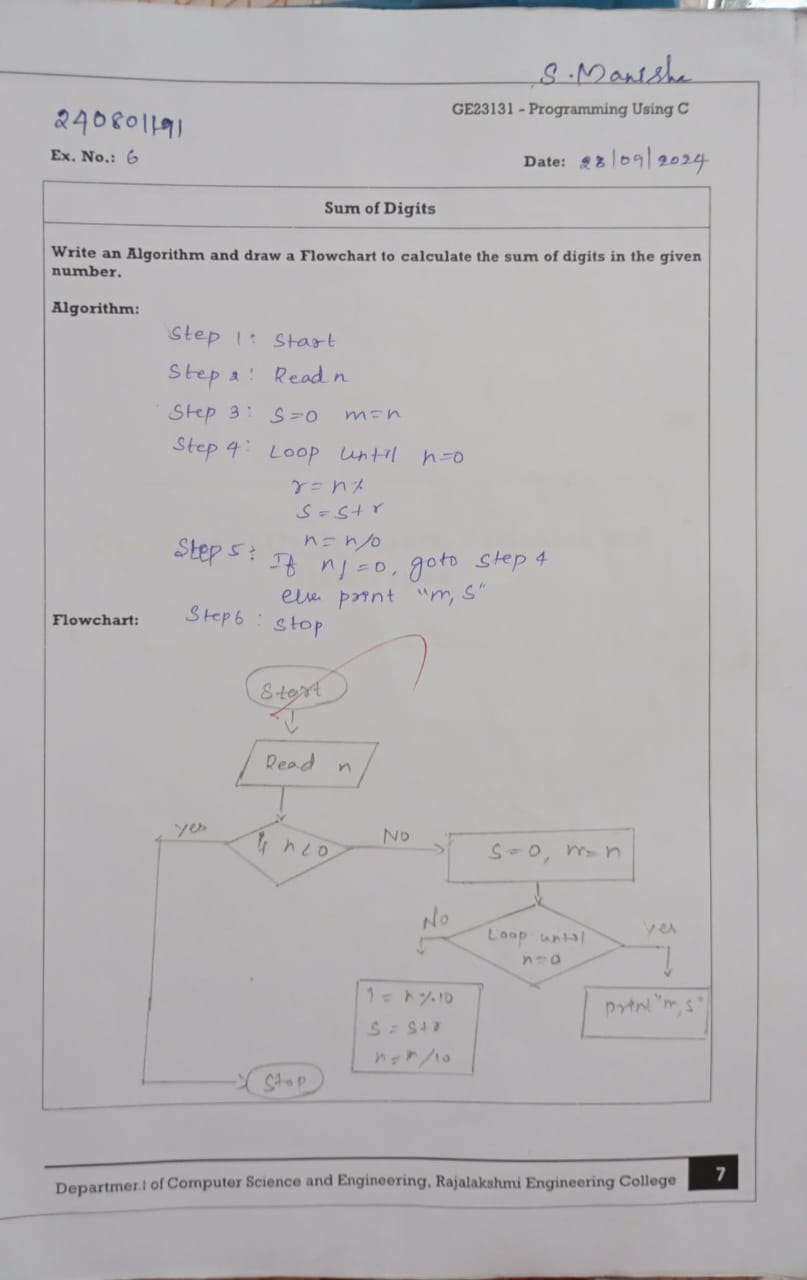 S.Manisha
GE23131 - Programming Using C
240801191
Ex. No.: 6
Date: 28/09/2024
Sum of Digits
Write an Algorithm and draw a Flowchart to calculate the sum of digits in the given
number.
Algorithm:
Step 1: Start
Step 2: Read n
Step 3: S=0 m=n
Step 4: Loop until n=0
r=n%
S=S+r
n=n/0
Step 5: If n!=0, goto step 4
else print "m, S"
Flowchart:
Step 6: Stop
Start
Read n
yes
If n<0
No
S=0, m=n
No
Loop until
n=0
yes
r=n%10
S=S+r
n=n/10
print "m,s"
Stop
Department of Computer Science and Engineering, Rajalakshmi Engineering College
7